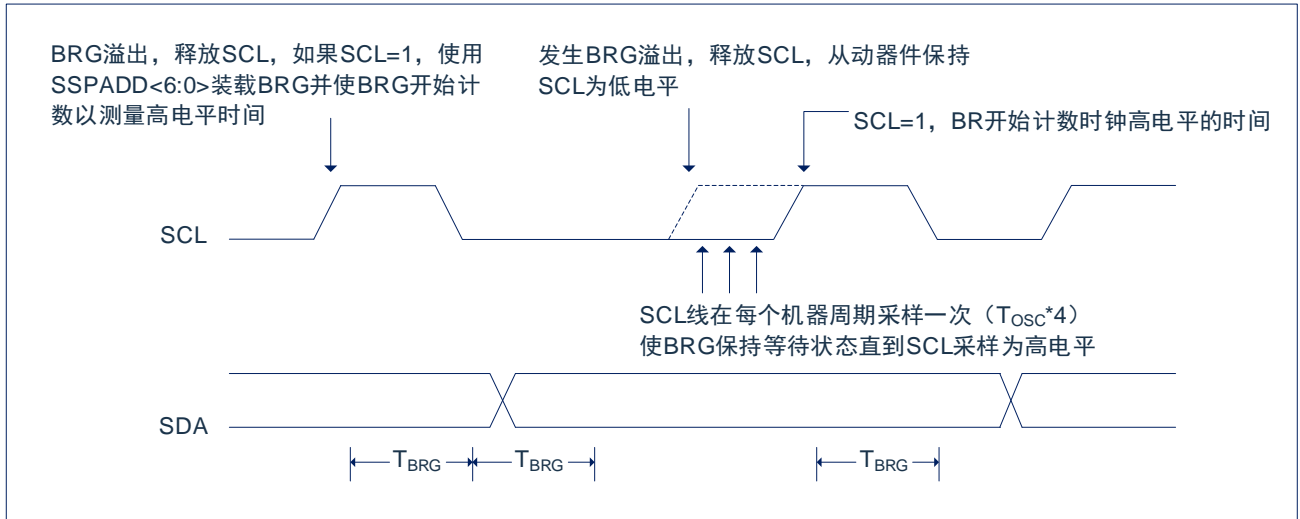 BRG溢出，释放SCL，如果SCL=1，使用
SSPADD<6:0>装载BRG并使BRG开始计
数以测量高电平时间
发生BRG溢出，释放SCL，从动器件保持
SCL为低电平
SCL=1，BR开始计数时钟高电平的时间
SCL
SCL线在每个机器周期采样一次（TOSC*4）
使BRG保持等待状态直到SCL采样为高电平
SDA
TBRG
TBRG
TBRG